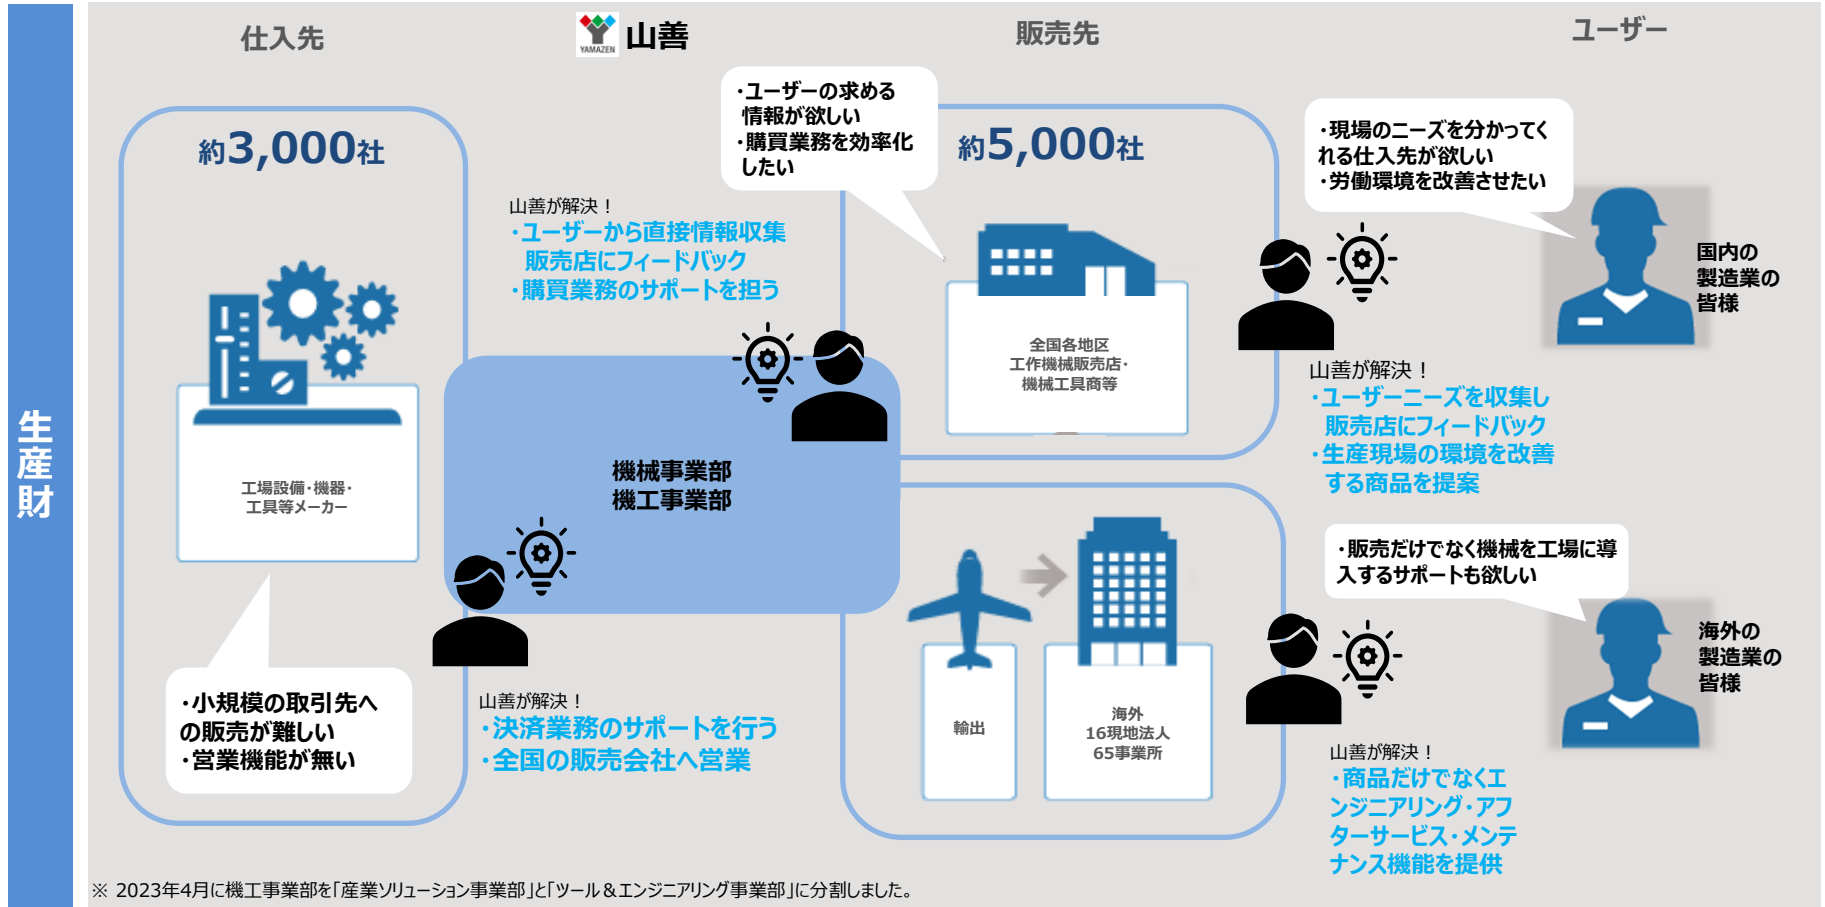 生産財
仕入先
YAMAZEN
山善
販売先
ユーザー
約3,000社
工場設備・機器・
工具等メーカー
・小規模の取引先へ
の販売が難しい
・営業機能が無い
山善が解決！
・ユーザーから直接情報収集
販売店にフィードバック
・購買業務のサポートを担う
機械事業部
機工事業部
山善が解決！
・決済業務のサポートを行う
・全国の販売会社へ営業
・ユーザーの求める
情報が欲しい
・購買業務を効率化
したい
約5,000社
全国各地区
工作機械販売店・
機械工具商等
輸出
海外
16現地法人
65事業所
・現場のニーズを分かってく
れる仕入先が欲しい
・労働環境を改善させたい
国内の
製造業の
皆様
山善が解決！
・ユーザーニーズを収集し
販売店にフィードバック
・生産現場の環境を改善
する商品を提案
・販売だけでなく機械を工場に導
入するサポートも欲しい
海外の
製造業の
皆様
山善が解決！
・商品だけでなくエ
ンジニアリング・アフ
ターサービス・メンテ
ナンス機能を提供
※ 2023年4月に機工事業部を「産業ソリューション事業部」と「ツール＆エンジニアリング事業部」に分割しました。